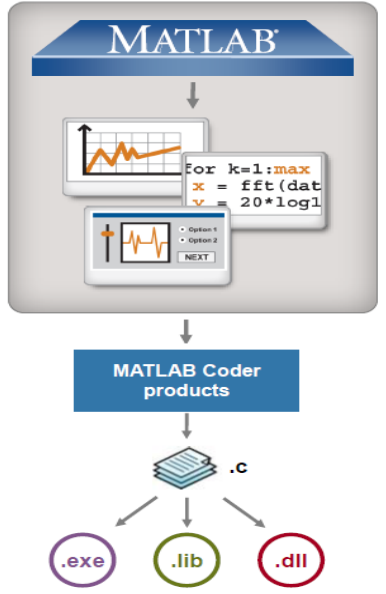 MATLAB®
for k=1:max
x = fft(dat
y = 20*log1
Option 1
Option 2
NEXT
MATLAB Coder
products
.c
.exe
.lib
.dll